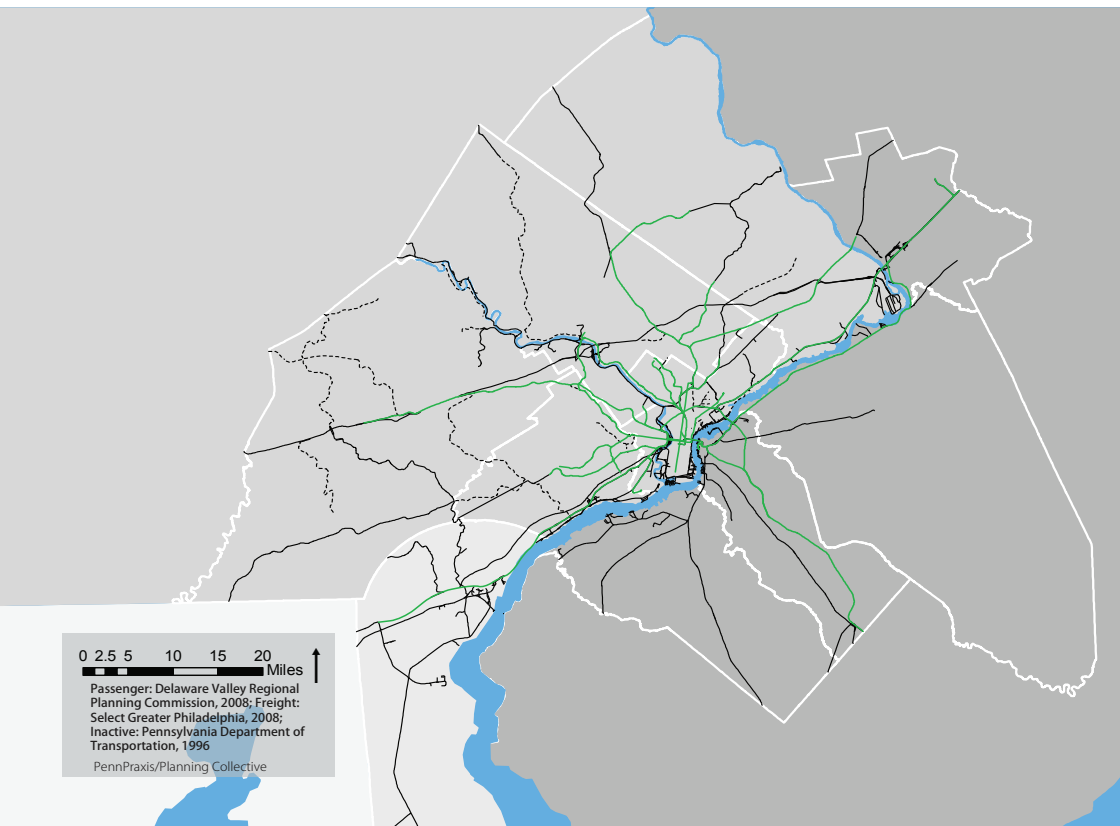 0 2.5 5 10 15 20
Miles
Passenger: Delaware Valley Regional
Planning Commission, 2008; Freight:
Select Greater Philadelphia, 2008;
Inactive: Pennsylvania Department of
Transportation, 1996
PennPraxis/Planning Collective